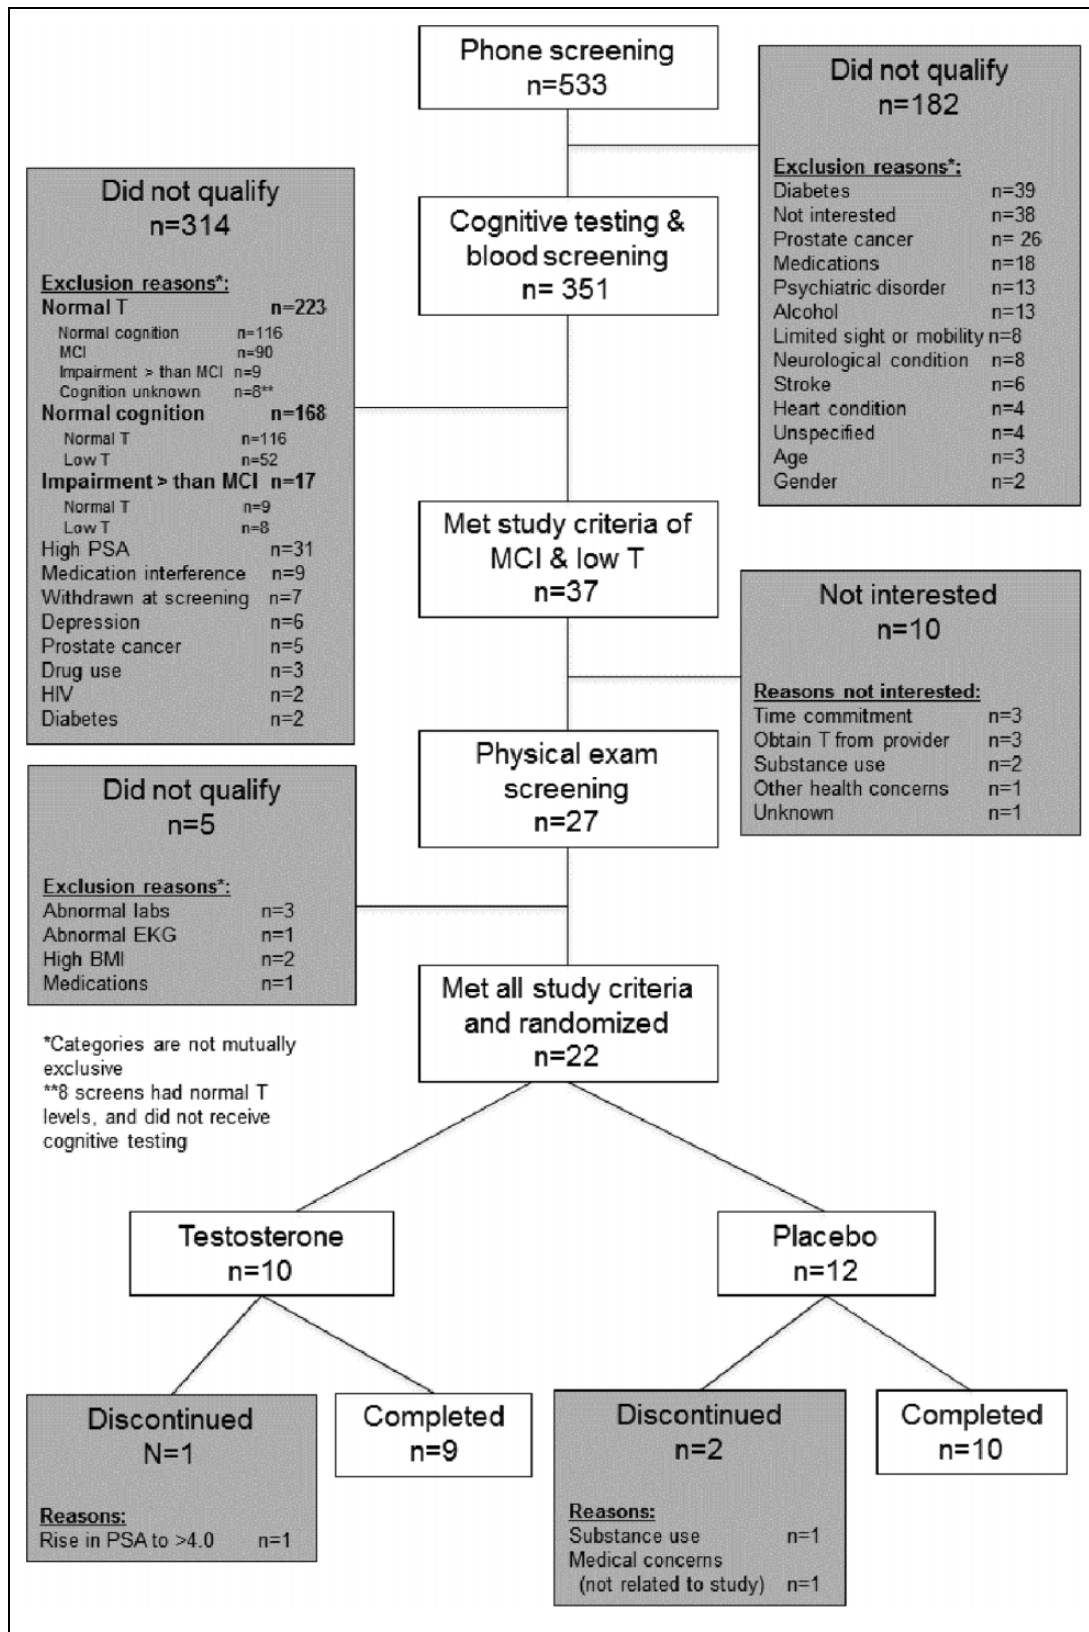 Phone screening
n=533
Did not qualify
n=182
Exclusion reasons*:
Diabetes n=39
Not interested n=38
Prostate cancer n= 26
Medications n=18
Psychiatric disorder n=13
Alcohol n=13
Limited sight or mobility n=8
Neurological condition n=8
Stroke n=6
Heart condition n=4
Unspecified n=4
Age n=3
Gender n=2
Cognitive testing &
blood screening
n= 351
Did not qualify
n=314
Exclusion reasons*:
Normal T n=223
Normal cognition n=116
MCI n=90
Impairment > than MCI n=9
Cognition unknown n=8**
Normal cognition n=168
Normal T n=116
Low T n=52
Impairment > than MCI n=17
Normal T n=9
Low T n=8
High PSA n=31
Medication interference n=9
Withdrawn at screening n=7
Depression n=6
Prostate cancer n=5
Drug use n=3
HIV n=2
Diabetes n=2
Met study criteria of
MCI & low T
n=37
Not interested
n=10
Reasons not interested:
Time commitment n=3
Obtain T from provider n=3
Substance use n=2
Other health concerns n=1
Unknown n=1
Physical exam
screening
n=27
Did not qualify
n=5
Exclusion reasons*:
Abnormal labs n=3
Abnormal EKG n=1
High BMI n=2
Medications n=1
Met all study criteria
and randomized
n=22
*Categories are not mutually
exclusive
**8 screens had normal T
levels, and did not receive
cognitive testing
Testosterone
n=10
Placebo
n=12
Discontinued
N=1
Reasons:
Rise in PSA to >4.0 n=1
Completed
n=9
Discontinued
n=2
Reasons:
Substance use n=1
Medical concerns
(not related to study) n=1
Completed
n=10